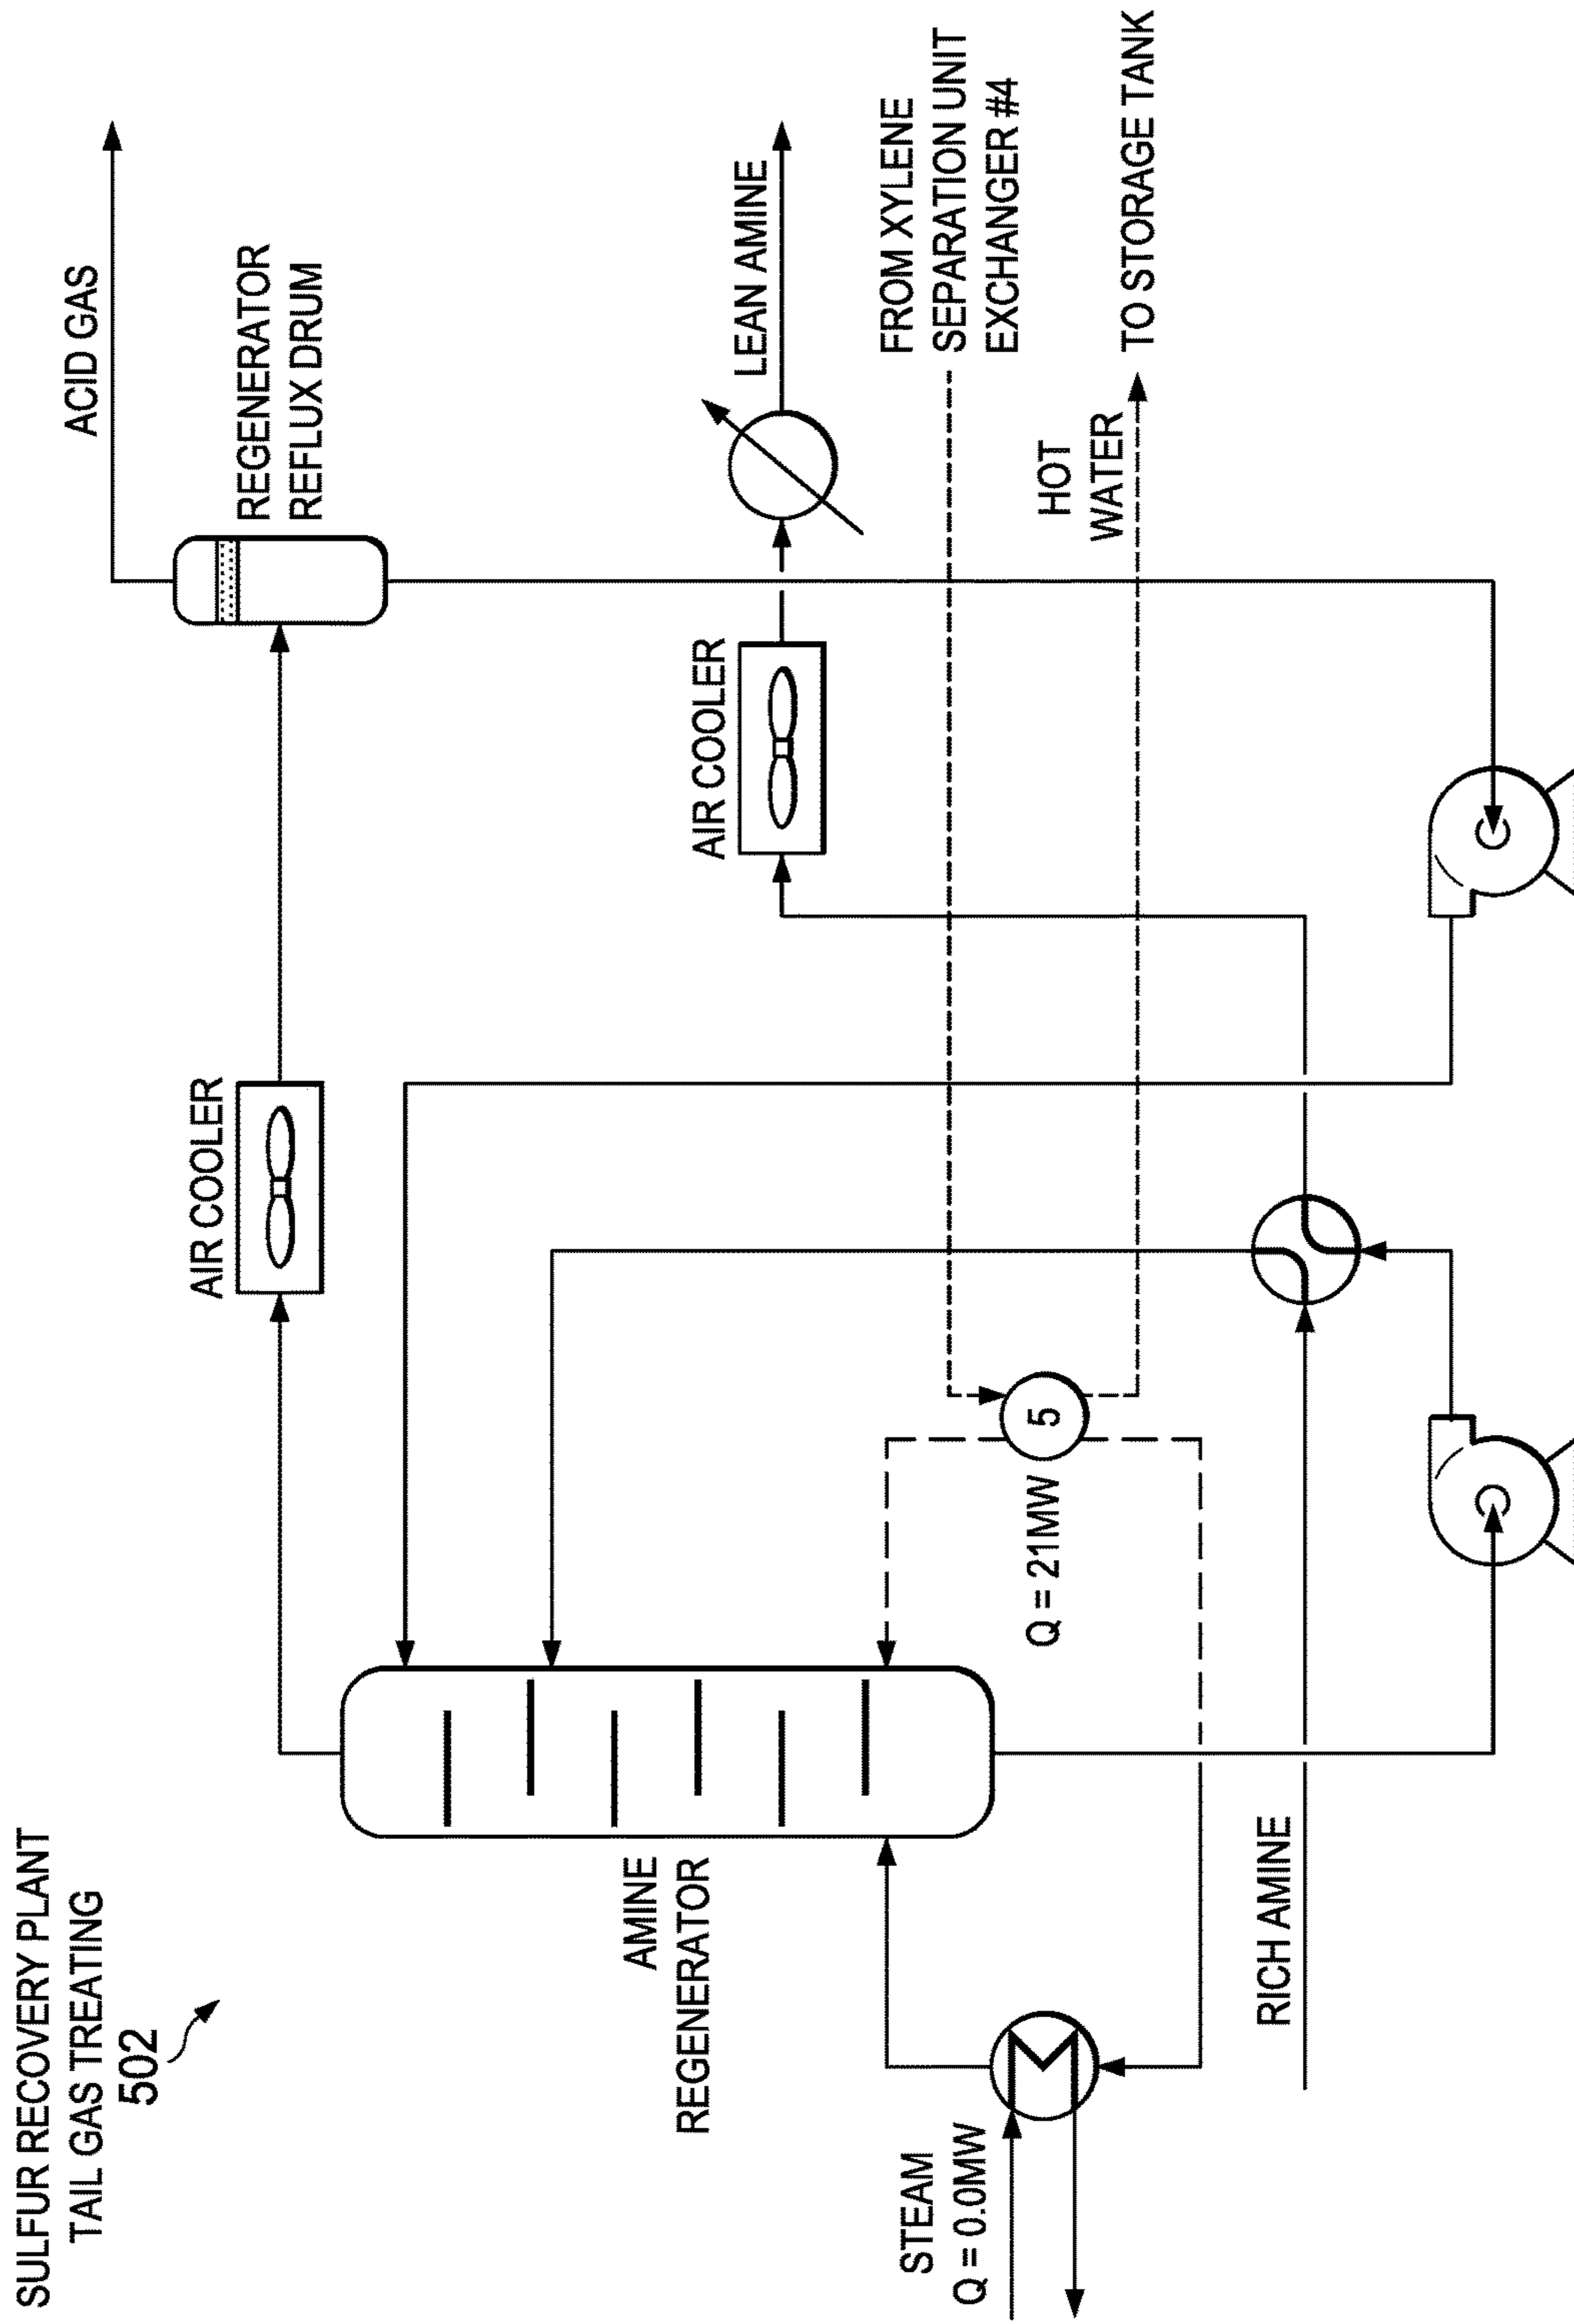 SULFUR RECOVERY PLANT
TAIL GAS TREATING
502
ACID GAS
AIR COOLER
REGENERATOR
REFLUX DRUM
AMINE
REGENERATOR
AIR COOLER
LEAN AMINE
FROM XYLENE
SEPARATION UNIT
EXCHANGER #4
STEAM
Q = 0.0MW
5
Q = 21MW
HOT
WATER
TO STORAGE TANK
RICH AMINE